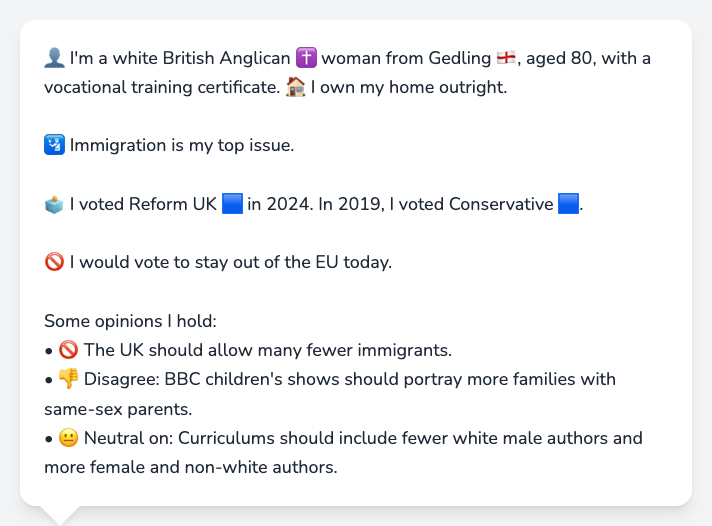 👤 I'm a white British Anglican ✝️ woman from Gedling 🏴󠁧󠁢󠁥󠁮󠁧󠁿, aged 80, with a
vocational training certificate. 🏠 I own my home outright.
🛂 Immigration is my top issue.
🗳️ I voted Reform UK 🟦 in 2024. In 2019, I voted Conservative 🟦.
🚫 I would vote to stay out of the EU today.
Some opinions I hold:
• 🚫 The UK should allow many fewer immigrants.
• 👎 Disagree: BBC children's shows should portray more families with
same-sex parents.
• 😐 Neutral on: Curriculums should include fewer white male authors and
more female and non-white authors.